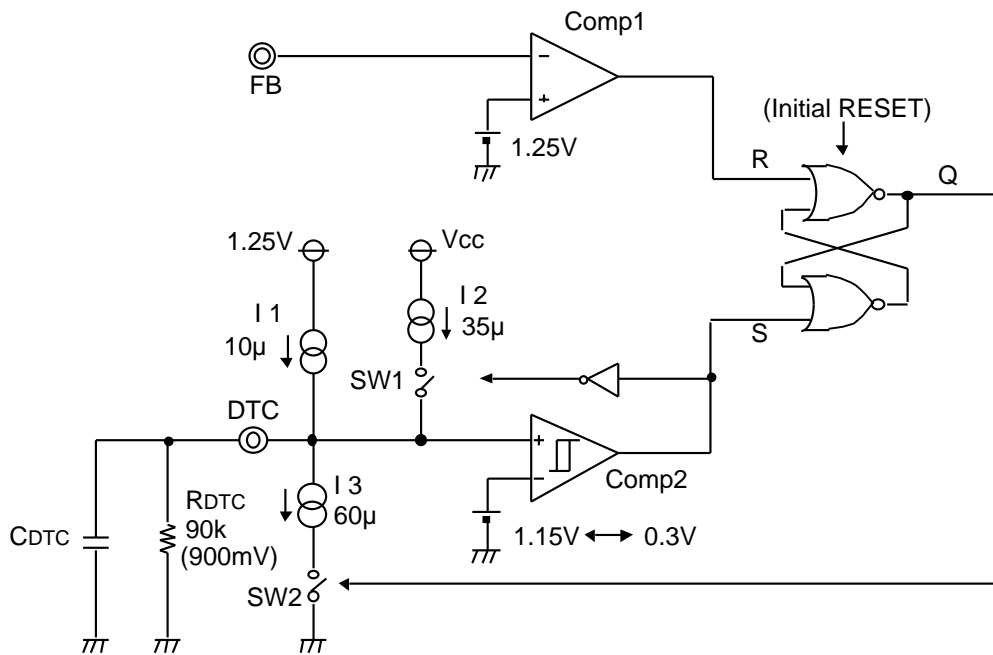 Comp1
−
+
FB
1.25V
(Initial RESET)
R
Q
S
1.25V
Vcc
I 1
10µ
I 2
35µ
SW1
DTC
+
−
Comp2
1.15V ↔ 0.3V
I 3
60µ
SW2
CDTC
RDTC
90k
(900mV)